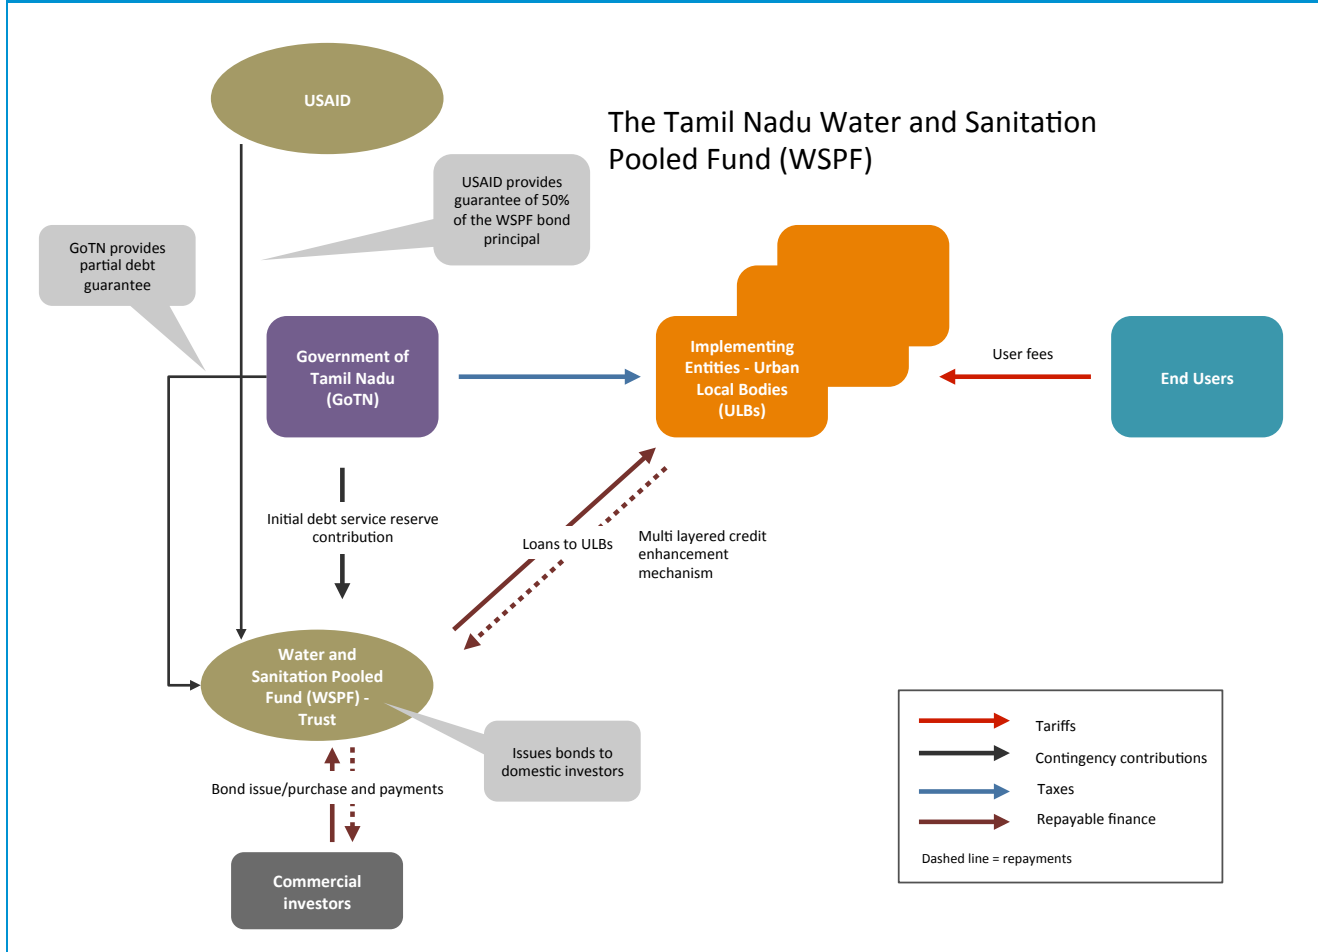 USAID
The Tamil Nadu Water and Sanitation
Pooled Fund (WSPF)
USAID provides
guarantee of 50%
of the WSPF bond
principal
GoTN provides
partial debt
guarantee
Government of
Tamil Nadu
(GoTN)
Implementing
Entities - Urban
Local Bodies
(ULBs)
User fees
End Users
Initial debt service reserve
contribution
Loans to ULBs
Multi layered credit
enhancement
mechanism
Water and
Sanitation Pooled
Fund (WSPF) -
Trust
Issues bonds to
domestic investors
Bond issue/purchase and payments
Commercial
investors
Tariffs
Contingency contributions
Taxes
Repayable finance
Dashed line = repayments